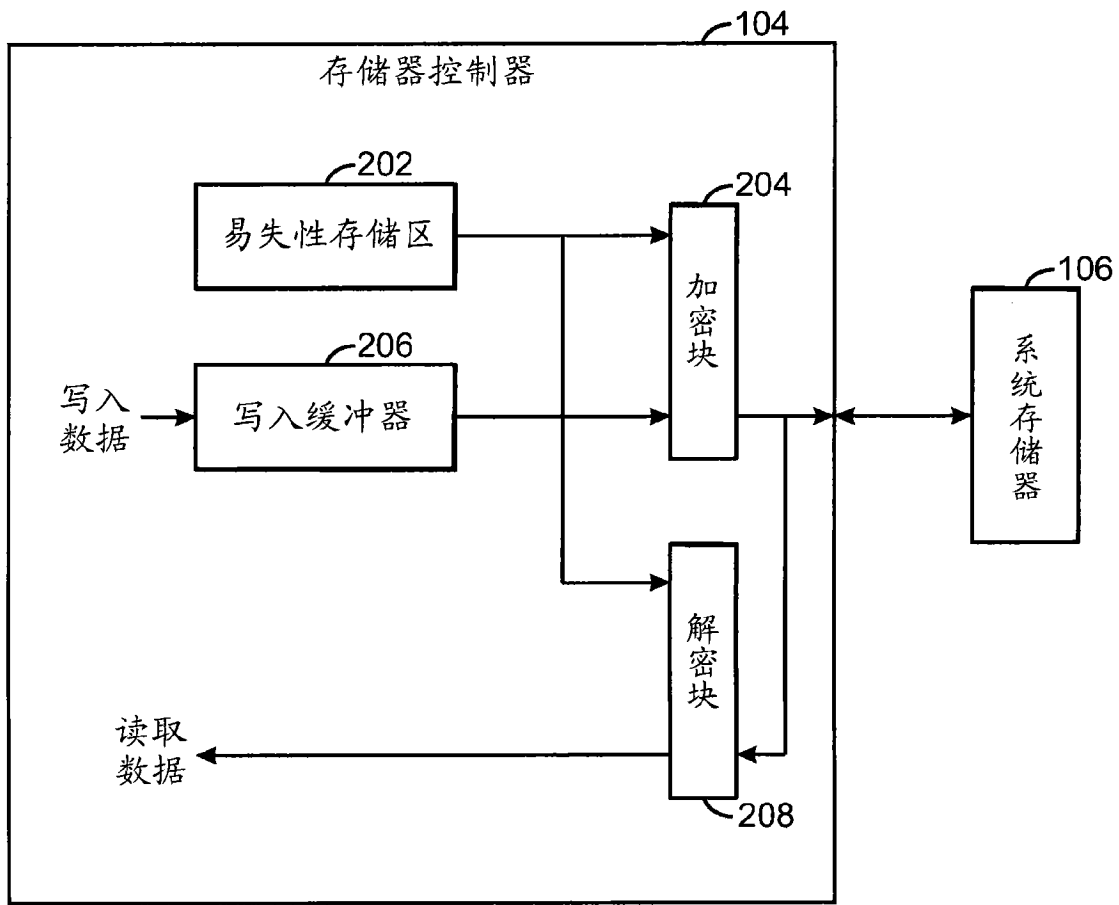 104
存储器控制器
202
易失性存储区
204
加密块
106
系统存储器
206
写入缓冲器
写入
数据
解密块
读取
数据
208